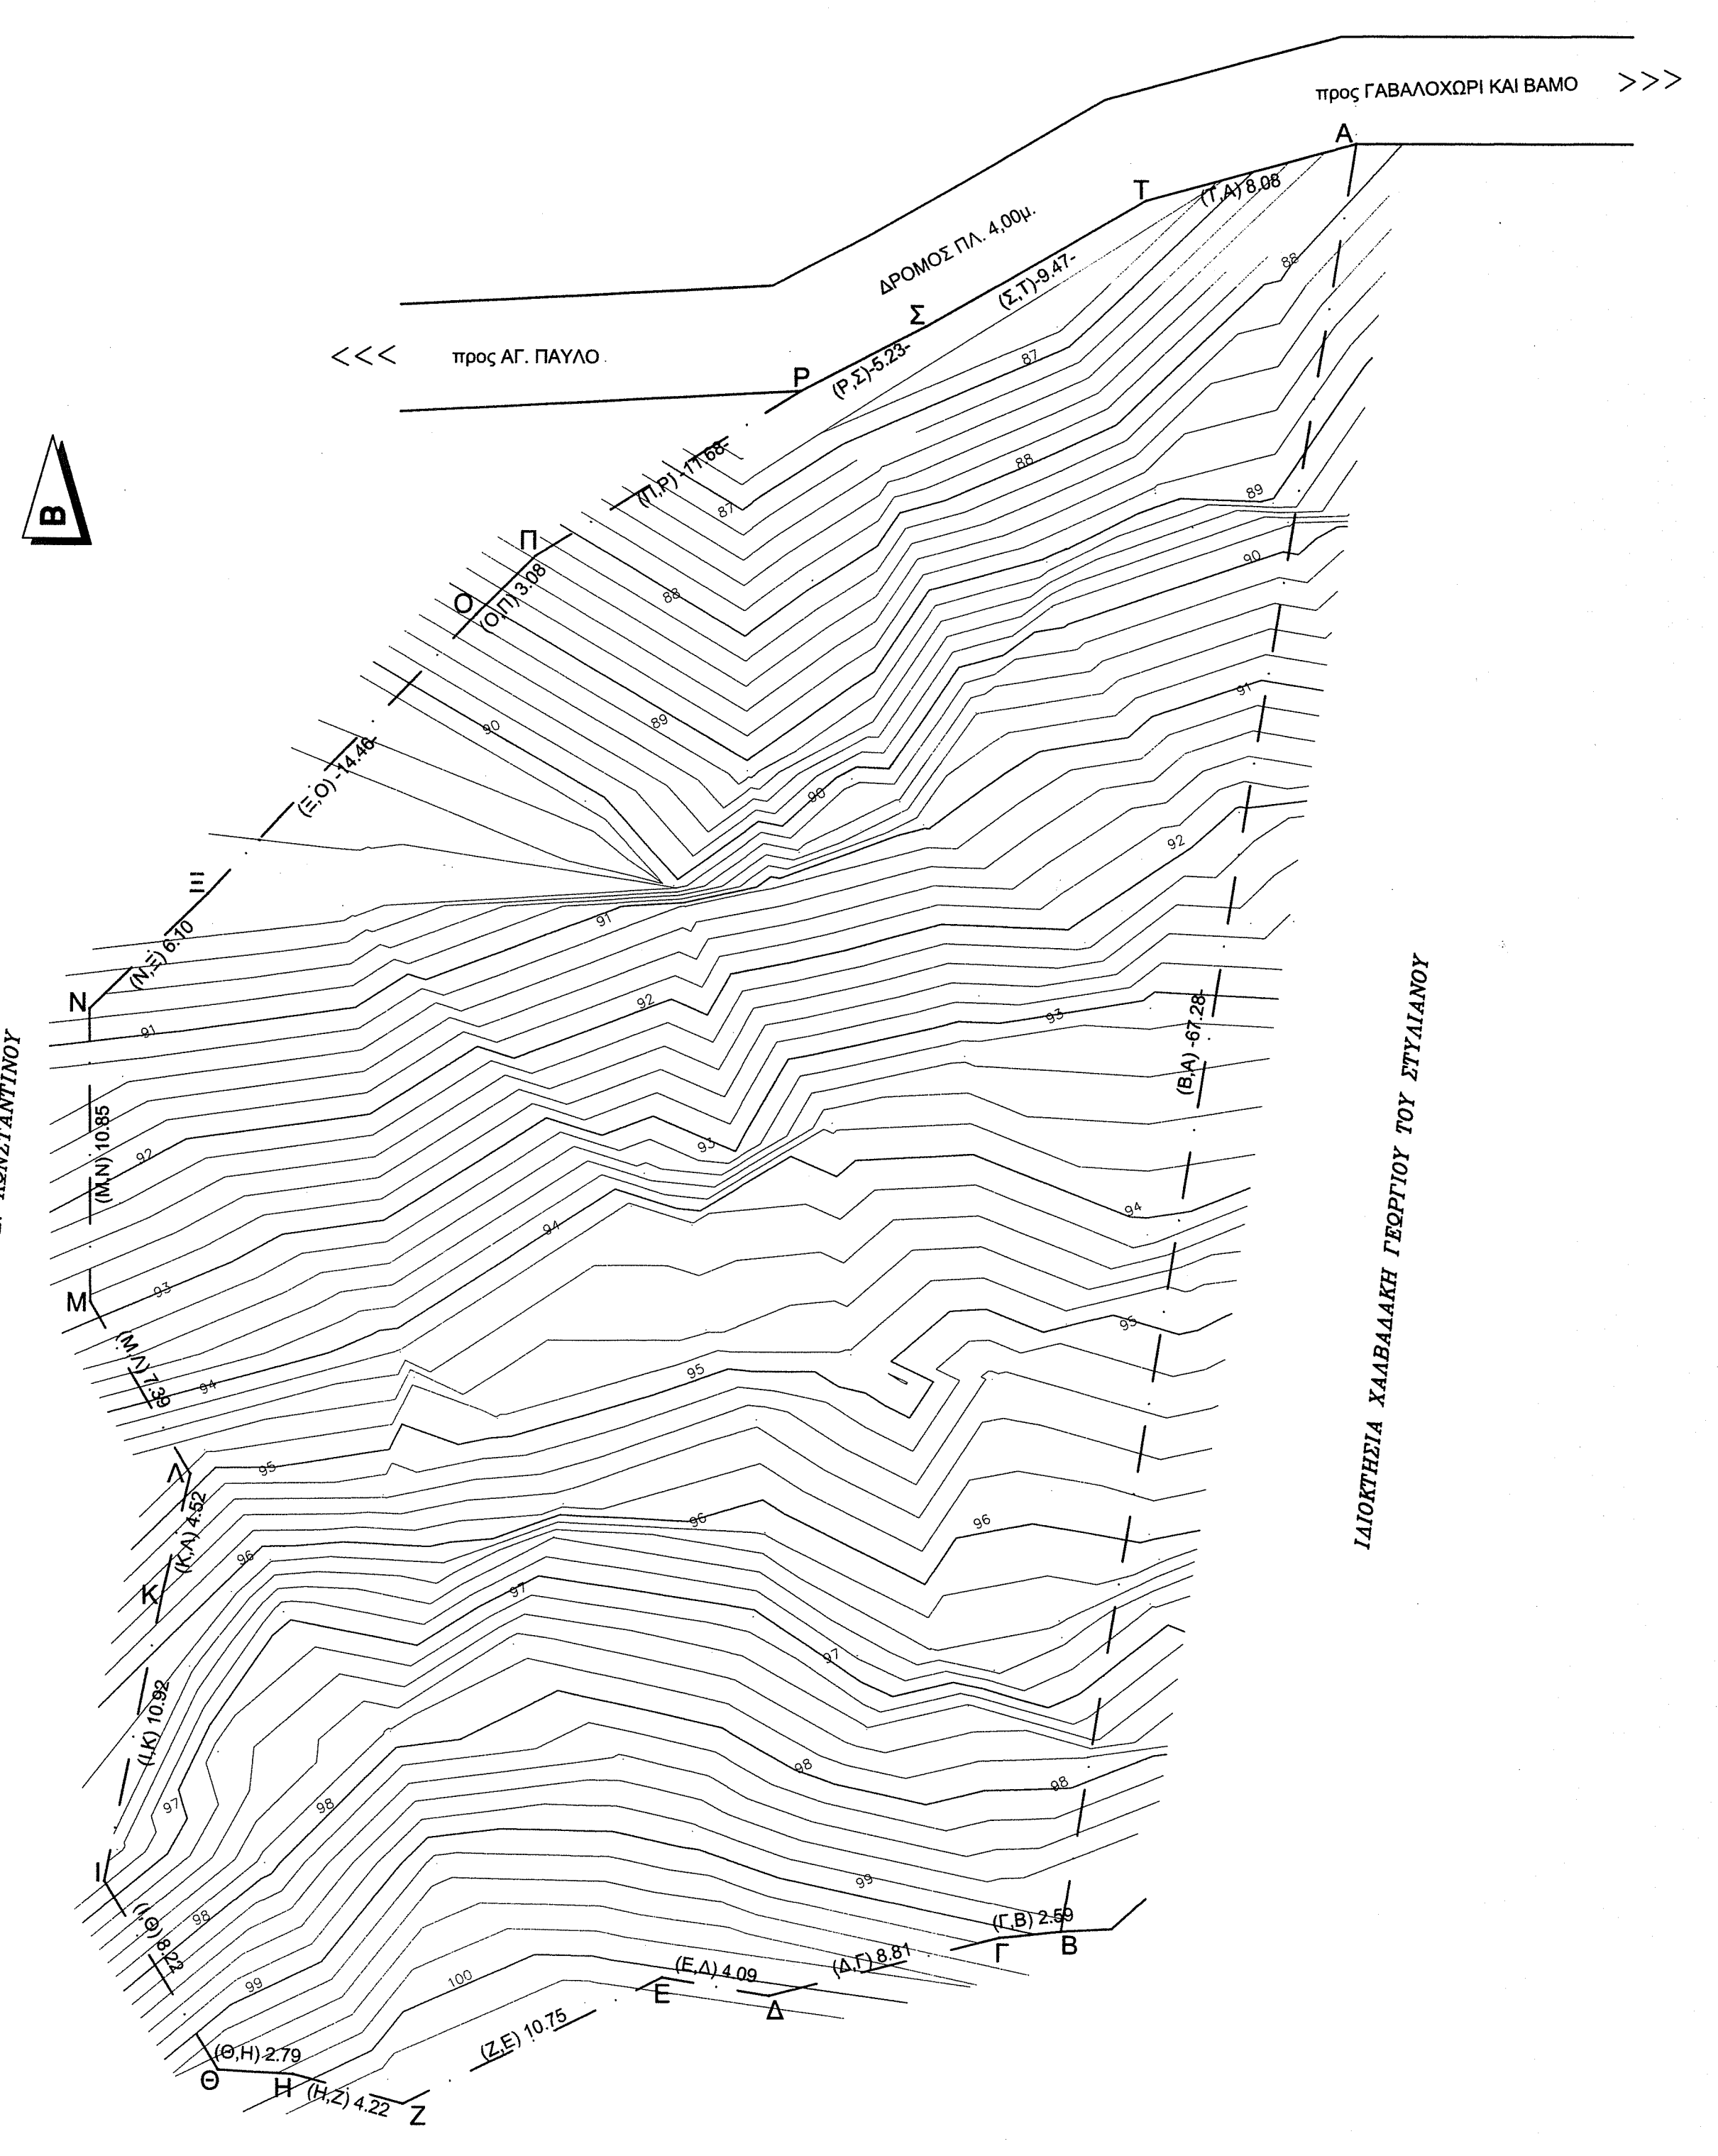 προς ΓΑΒΑΛΟΧΩΡΙ ΚΑΙ ΒΑΜΟ >>>
Α
Τ
(Τ,Α) 8.08
ΔΡΟΜΟΣ ΠΛ. 4,00μ.
(Σ,Τ)-9.47-
88
Σ
<<< προς ΑΓ. ΠΑΥΛΟ
87
(Ρ,Σ)-5.23-
Ρ
(Π,Ρ) -11.68-
88
89
87
Β
Π
90
Ο
(Ο,Π) 3.08
88
91
89
90
(Ξ,Ο) -14.46-
90
92
Ξ
91
(Ν,Ξ) 6.10
Ν
92
93
91
(Β,Α) -67.28-
ΚΩΝΣΤΑΝΤΙΝΟΥ
ΙΔΙΟΚΤΗΣΙΑ ΧΑΛΒΑΔΑΚΗ ΓΕΩΡΓΙΟΥ ΤΟΥ ΣΤΥΛΙΑΝΟΥ
93
92
(Μ,Ν) 10.85
94
94
93
Μ
95
(Μ,Λ) 7.39
95
94
95
Λ
96
96
(Κ,Λ) 4.52
96
97
Κ
97
(Ι,Κ) 10.92
98
98
97
98
Ι
99
98
(Ι,Θ) 8.22
(Γ,Β) 2.59
Γ
Β
(Δ,Γ) 8.81
(Ε,Δ) 4.09
100
99
Ε
Δ
(Ζ,Ε) 10.75
(Θ,Η) 2.79
Θ
Η
(Η,Ζ) 4.22
Ζ